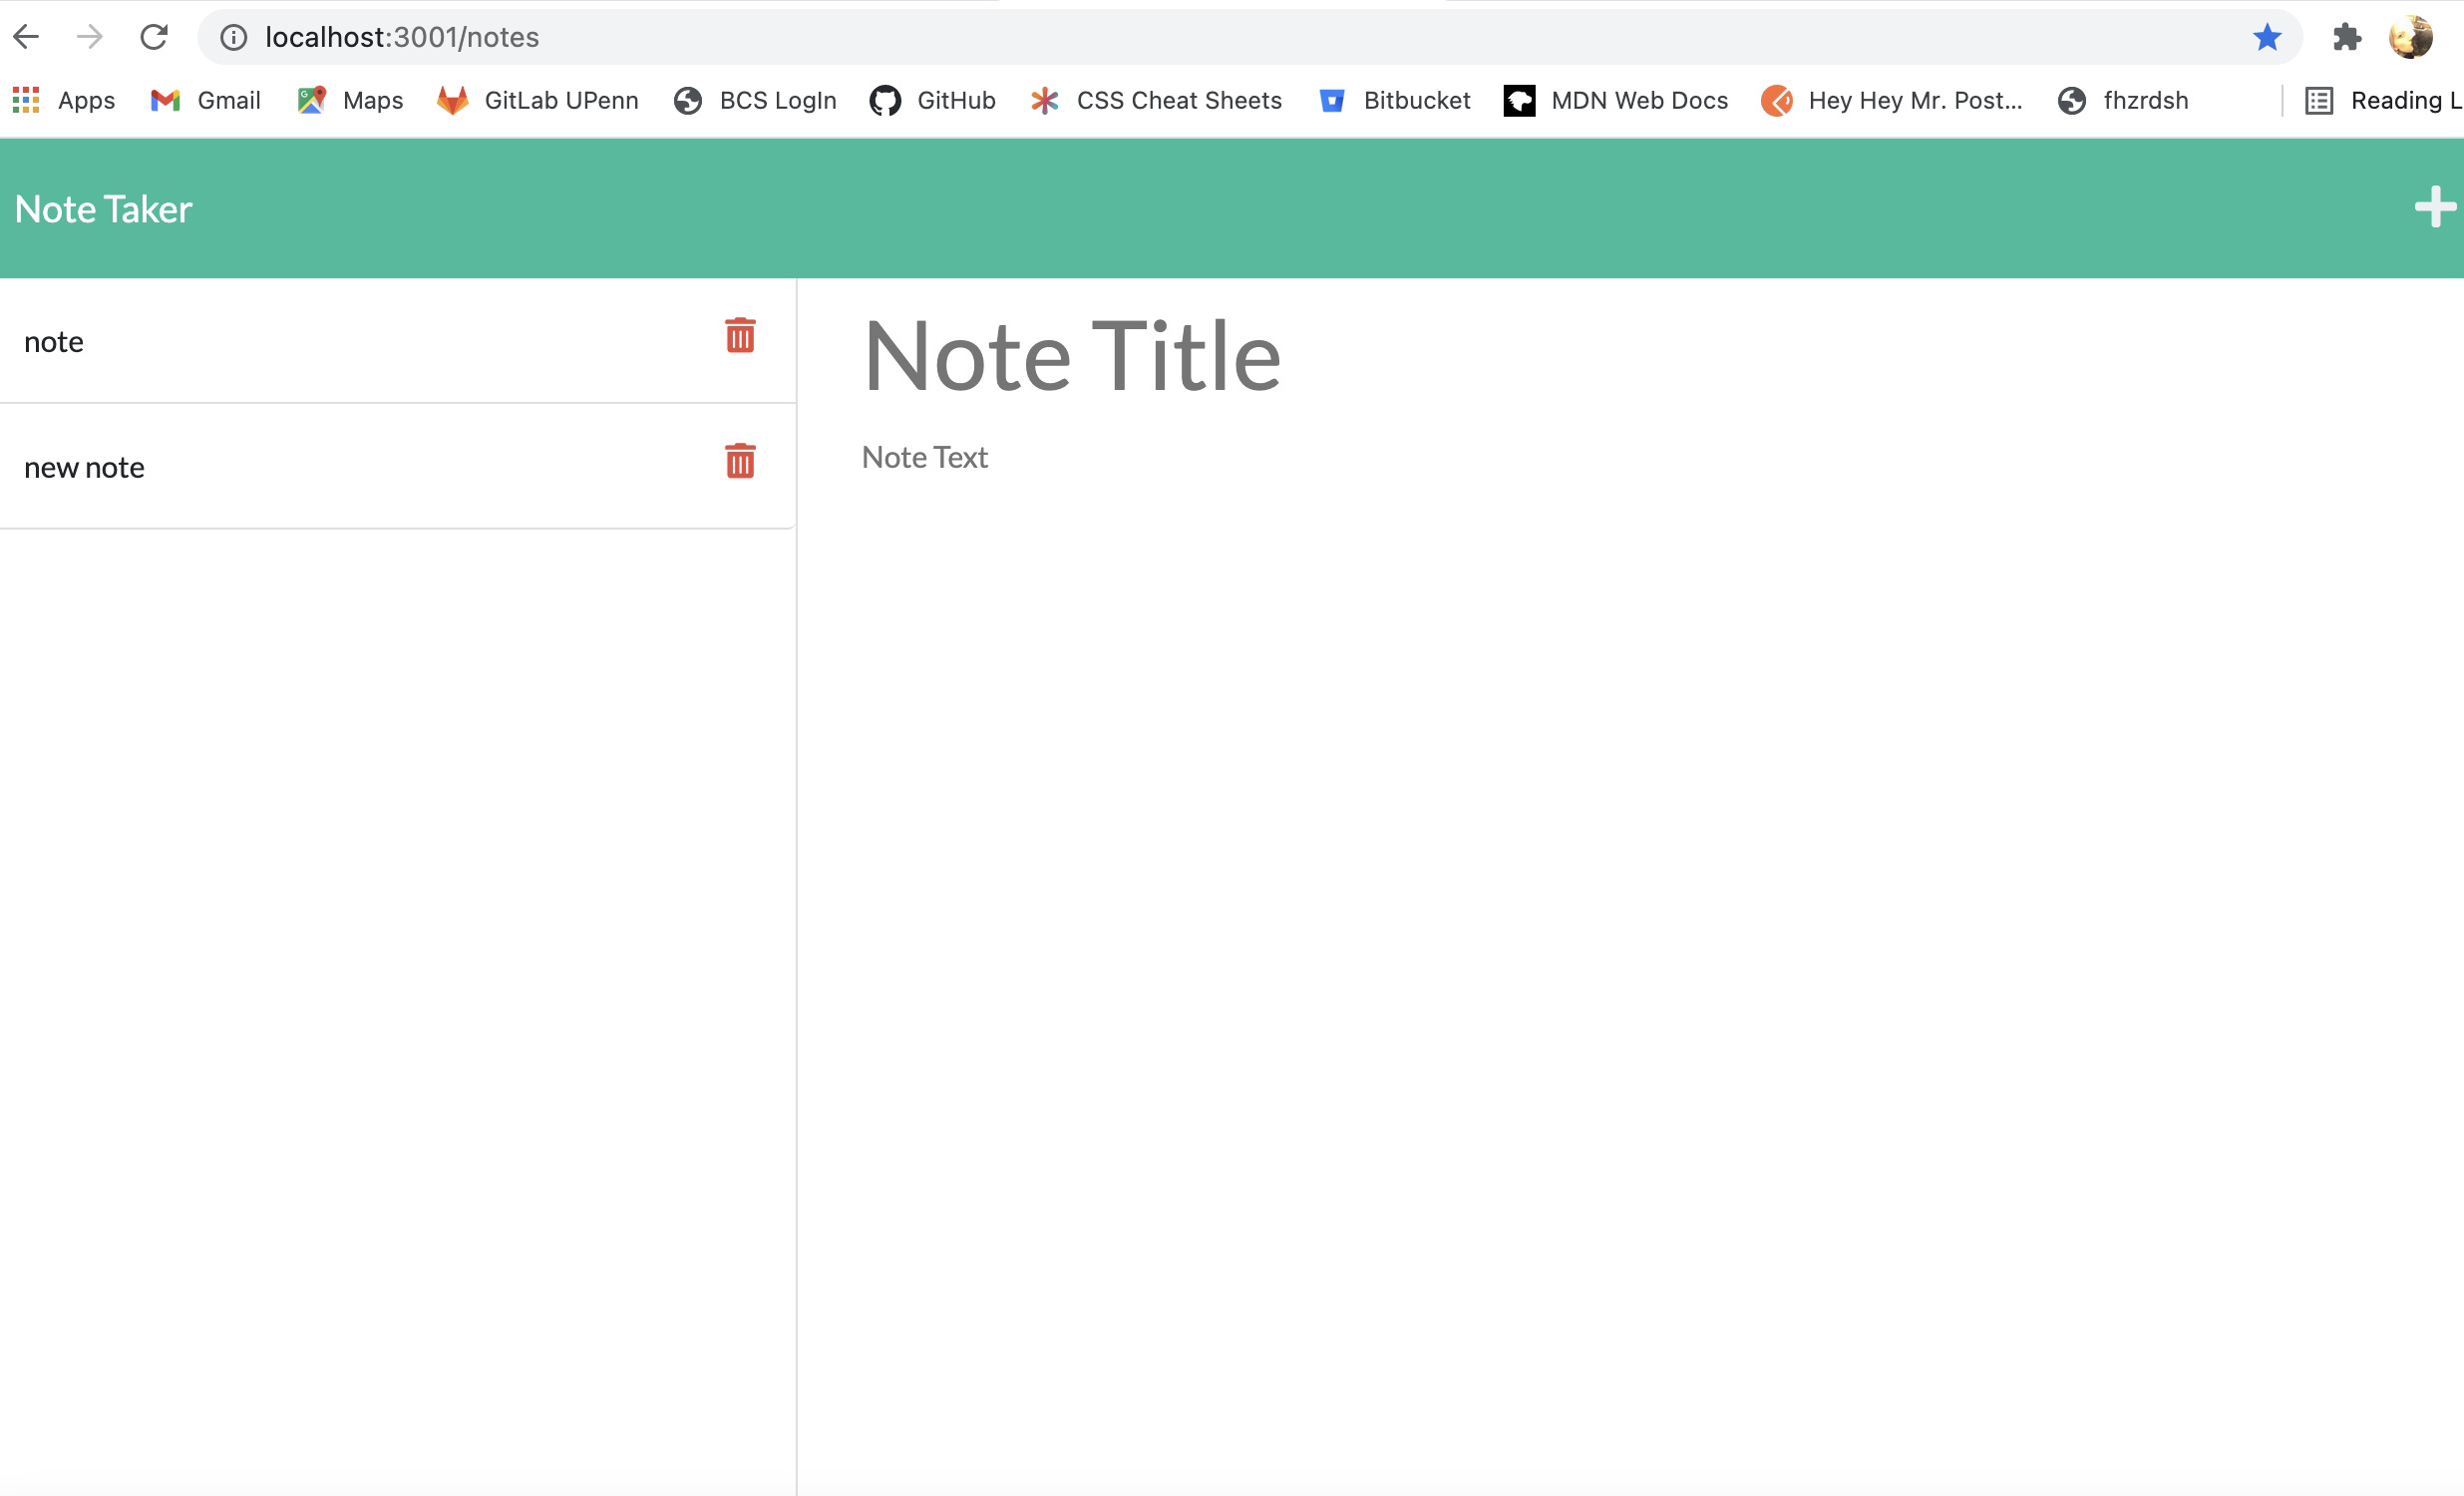 localhost:3001/notes
Apps Gmail Maps GitLab UPenn BCS LogIn GitHub CSS Cheat Sheets Bitbucket MDN Web Docs Hey Hey Mr. Post... fhzrdsh Reading L
Note Taker
note
new note
Note Title
Note Text